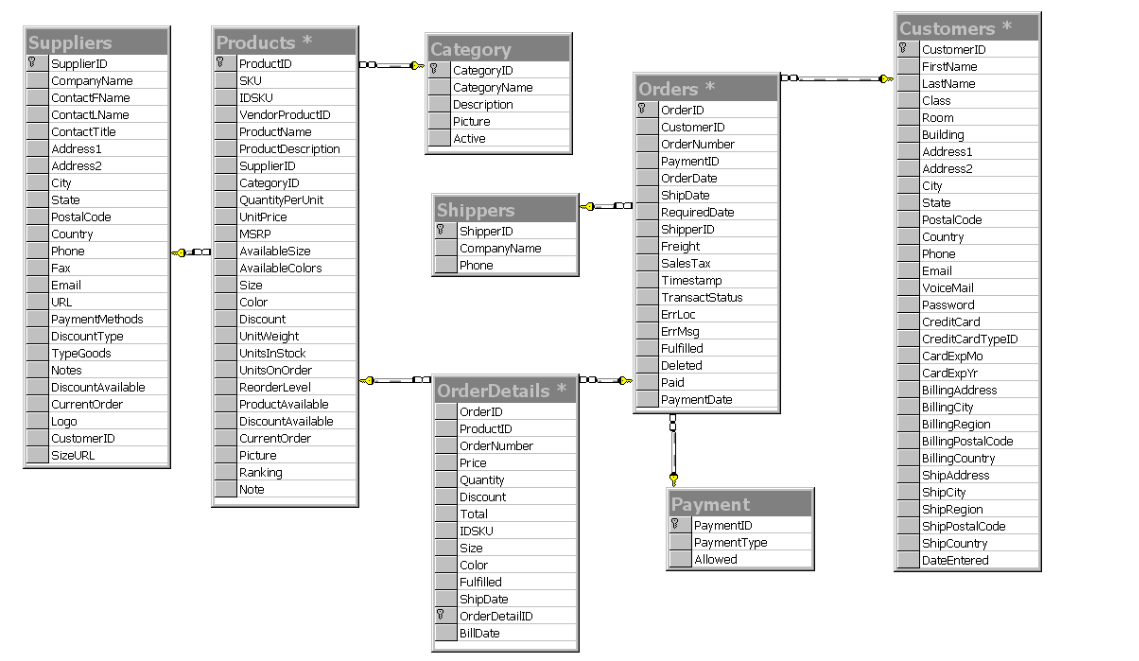 Suppliers
SupplierID
CompanyName
ContactFName
ContactLName
ContactTitle
Address1
Address2
City
State
PostalCode
Country
Phone
Fax
Email
URL
PaymentMethods
DiscountType
TypeGoods
Notes
DiscountAvailable
CurrentOrder
Logo
CustomerID
SizeURL
Products *
ProductID
SKU
IDSKU
VendorProductID
ProductName
ProductDescription
SupplierID
CategoryID
QuantityPerUnit
UnitPrice
MSRP
AvailableSize
AvailableColors
Size
Color
Discount
UnitWeight
UnitsInStock
UnitsOnOrder
ReorderLevel
ProductAvailable
DiscountAvailable
CurrentOrder
Picture
Ranking
Note
Category
CategoryID
CategoryName
Description
Picture
Active
Shippers
ShipperID
CompanyName
Phone
OrderDetails *
OrderID
ProductID
OrderNumber
Price
Quantity
Discount
Total
IDSKU
Size
Color
Fulfilled
ShipDate
OrderDetailID
BillDate
Orders *
OrderID
CustomerID
OrderNumber
PaymentID
OrderDate
ShipDate
RequiredDate
ShipperID
Freight
SalesTax
Timestamp
TransactStatus
ErrLoc
ErrMsg
Fulfilled
Deleted
Paid
PaymentDate
Payment
PaymentID
PaymentType
Allowed
Customers *
CustomerID
FirstName
LastName
Class
Room
Building
Address1
Address2
City
State
PostalCode
Country
Phone
Email
VoiceMail
Password
CreditCard
CreditCardTypeID
CardExpMo
CardExpYr
BillingAddress
BillingCity
BillingRegion
BillingPostalCode
BillingCountry
ShipAddress
ShipCity
ShipRegion
ShipPostalCode
ShipCountry
DateEntered